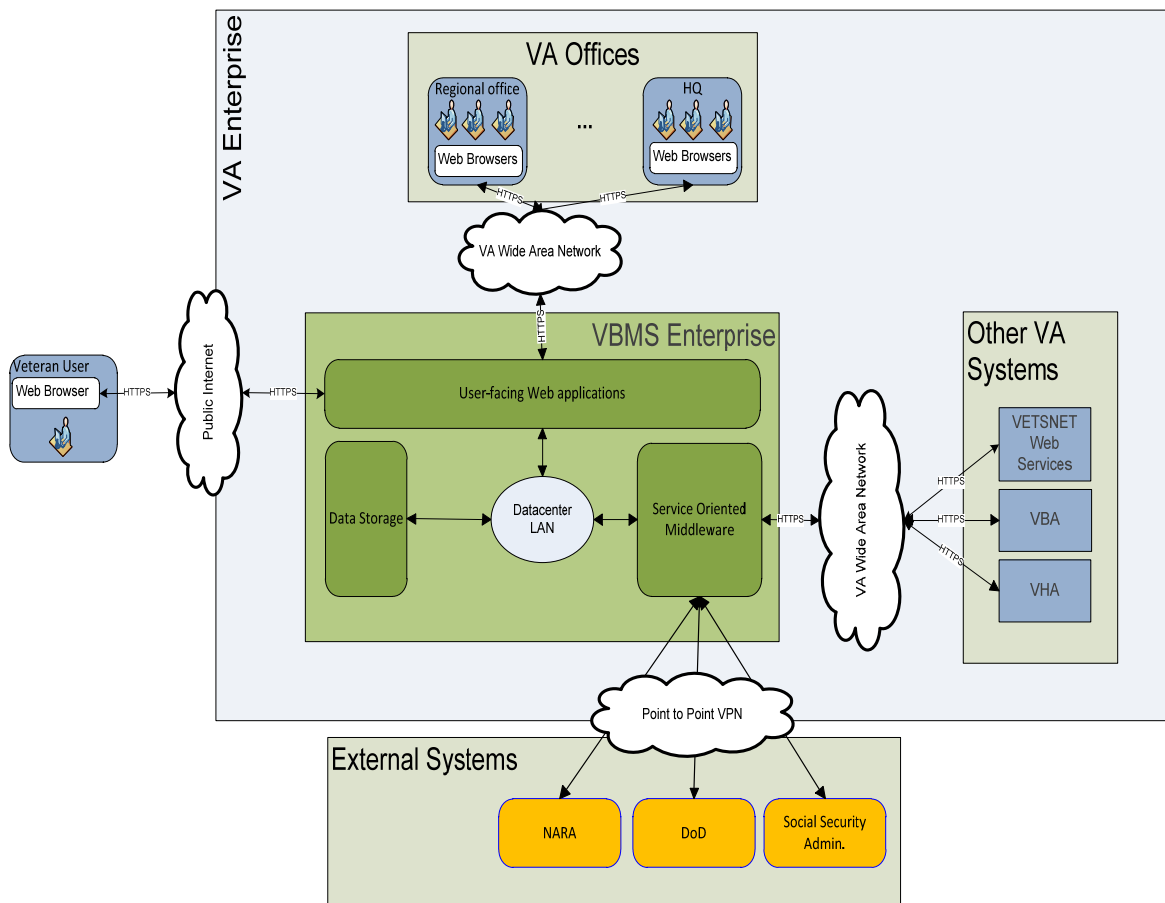 VA Enterprise
VA Offices
Regional office
Web Browsers
...
HQ
Web Browsers
HTTPS
HTTPS
VA Wide Area Network
HTTPS
VBMS Enterprise
User-facing Web applications
Veteran User
Web Browser
HTTPS
Public Internet
HTTPS
Data Storage
Datacenter
LAN
Service Oriented
Middleware
HTTPS
VA Wide Area Network
Other VA
Systems
HTTPS
HTTPS
HTTPS
VETSNET
Web
Services
VBA
VHA
Point to Point VPN
External Systems
NARA
DoD
Social Security
Admin.